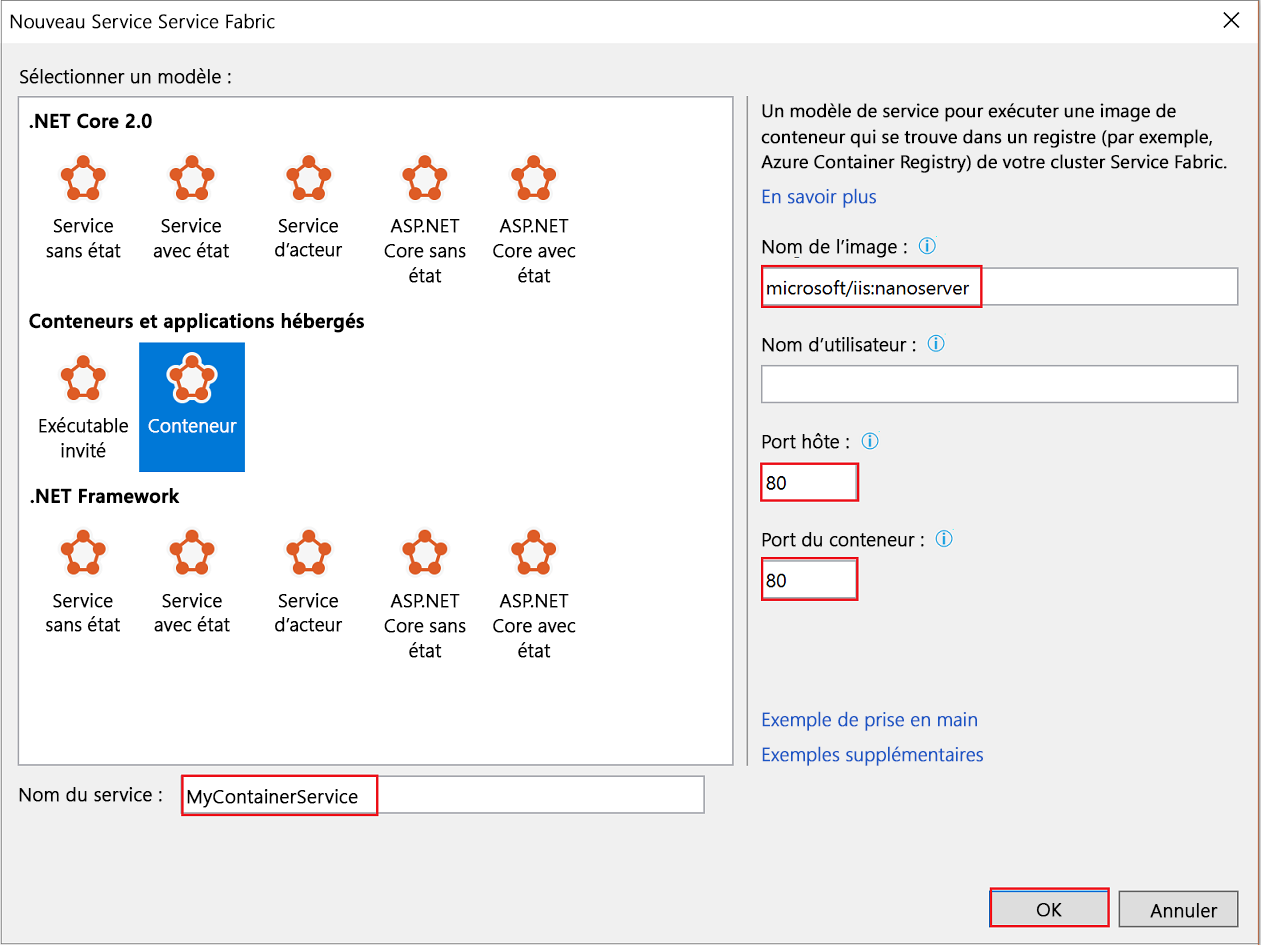 Nouveau Service Service Fabric
Sélectionner un modèle :
.NET Core 2.0
Service
sans état
Service
avec état
Service
d’acteur
ASP.NET
Core sans
état
ASP.NET
Core avec
état
Conteneurs et applications hébergés
Exécutable
invité
Conteneur
.NET Framework
Service
sans état
Service
avec état
Service
d’acteur
ASP.NET
Core sans
état
ASP.NET
Core avec
état
Nom du service :
MyContainerService
Un modèle de service pour exécuter une image de
conteneur qui se trouve dans un registre (par exemple,
Azure Container Registry) de votre cluster Service Fabric.
En savoir plus
Nom de l’image :
microsoft/iis:nanoserver
Nom d’utilisateur :
Port hôte :
80
Port du conteneur :
80
Exemple de prise en main
Exemples supplémentaires
OK
Annuler